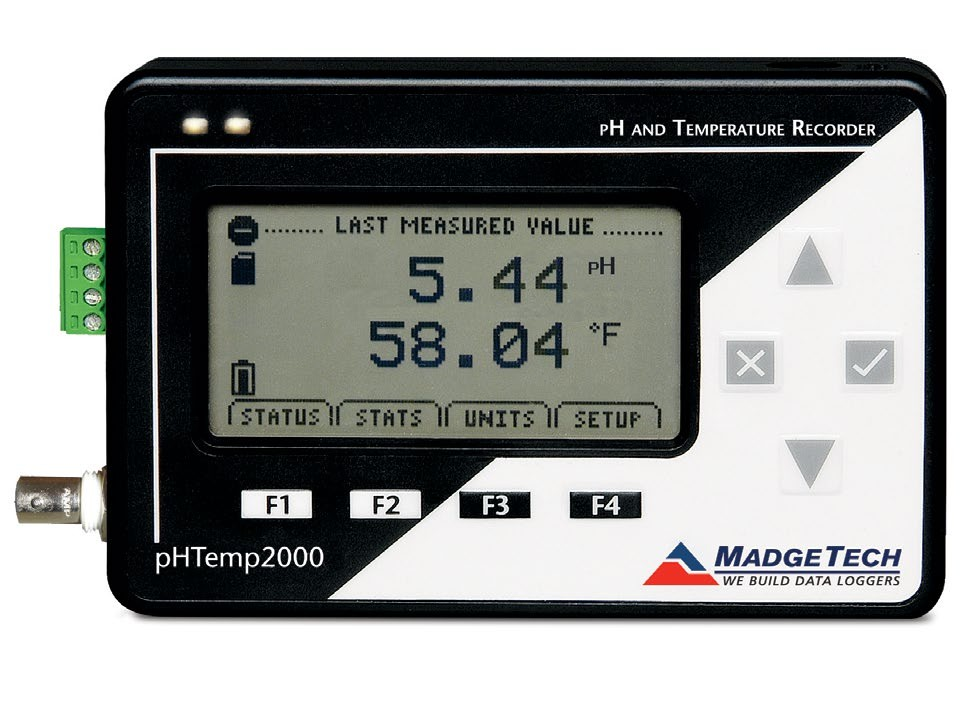 pH AND TEMPERATURE RECORDER
LAST MEASURED VALUE
5.44 pH
58.04 °F
STATUS STATS UNITS SETUP
F1 F2 F3 F4
AMP
pHTemp2000
MADGETECH
WE BUILD DATA LOGGERS